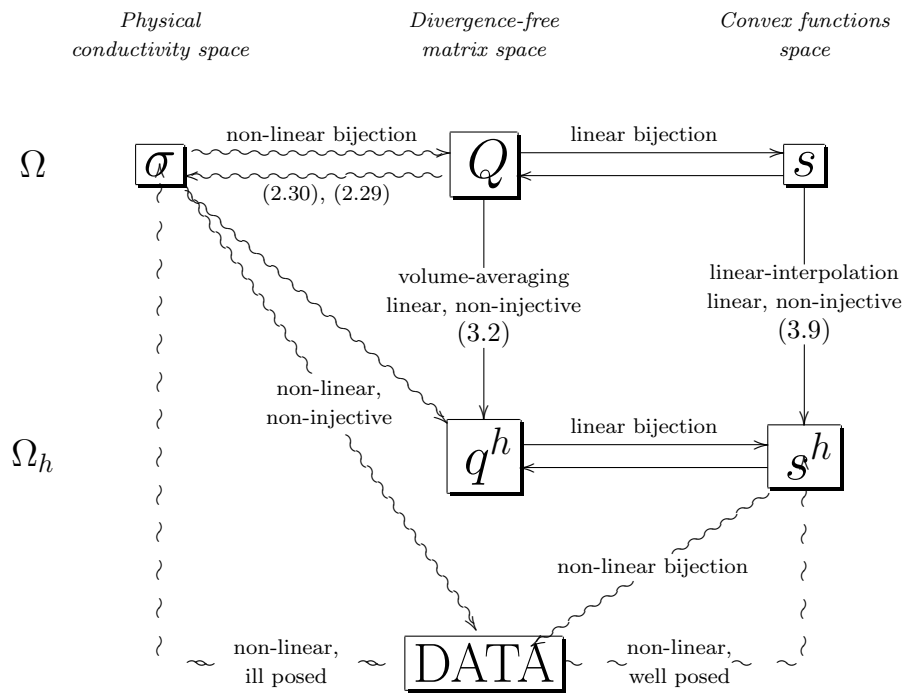 Physical
conductivity space
Divergence-free
matrix space
Convex functions
space
Ω
σ
non-linear bijection
(2.30), (2.29)
Q
linear bijection
s
volume-averaging
linear, non-injective
(3.2)
linear-interpolation
linear, non-injective
(3.9)
non-linear,
non-injective
Ω_h
q^h
linear bijection
s^h
non-linear bijection
non-linear,
ill posed
DATA
non-linear,
well posed